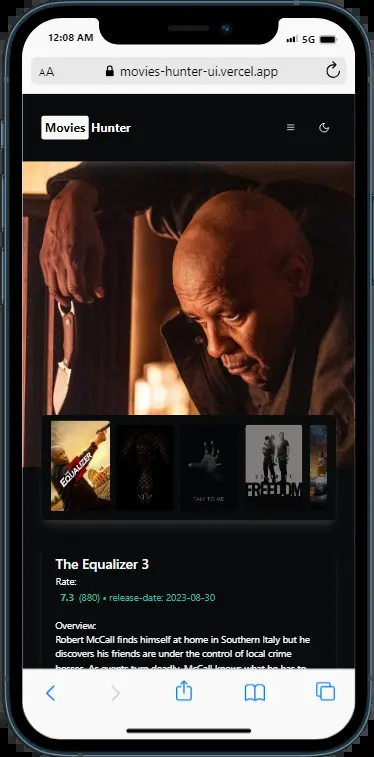 12:08 AM
5G
AA
movies-hunter-ui.vercel.app
Movies Hunter
EQUALIZER
TALK TO ME
FREEDOM
The Equalizer 3
Rate:
7.3 (880) • release-date: 2023-08-30
Overview:
Robert McCall finds himself at home in Southern Italy but he
discovers his friends are under the control of local crime
bosses. As events turn deadly, McCall knows what he has to